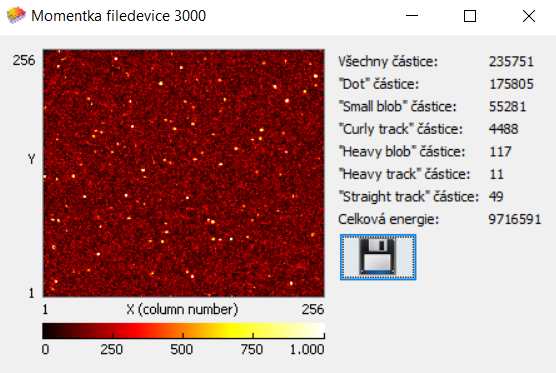 Momentka filedevice 3000
256
Y
1
1 X (column number) 256
0 250 500 750 1.000
Všechny částice: 235751
"Dot" částice: 175805
"Small blob" částice: 55281
"Curly track" částice: 4488
"Heavy blob" částice: 117
"Heavy track" částice: 11
"Straight track" částice: 49
Celková energie: 9716591